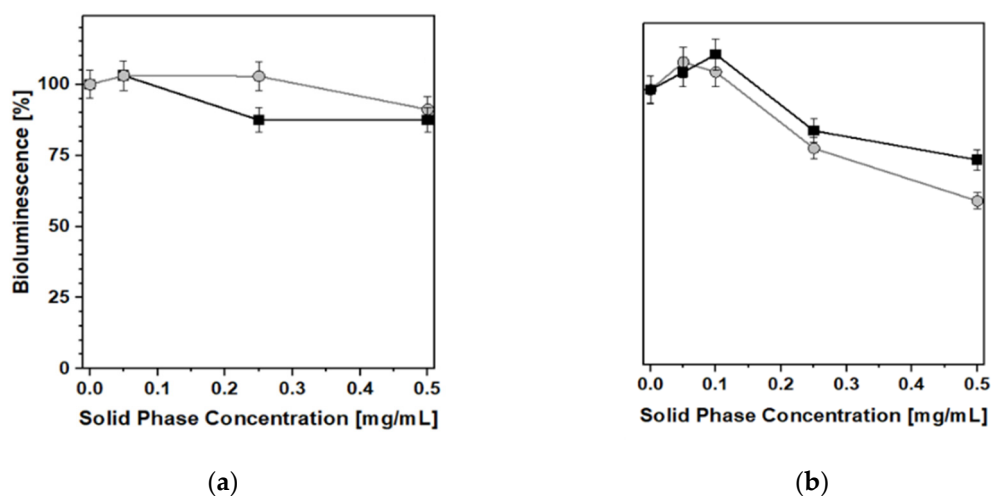 Bioluminescence [%]
100
75
50
25
0
0.0 0.1 0.2 0.3 0.4 0.5
Solid Phase Concentration [mg/mL]
(a)
0.0 0.1 0.2 0.3 0.4 0.5
Solid Phase Concentration [mg/mL]
(b)